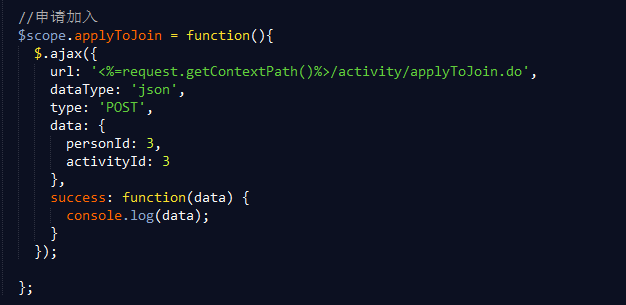 //申请加入
$scope.applyToJoin = function(){
$.ajax({
url: '<%=request.getContextPath()%>/activity/applyToJoin.do',
dataType: 'json',
type: 'POST',
data: {
personId: 3,
activityId: 3
},
success: function(data) {
console.log(data);
}
});
};